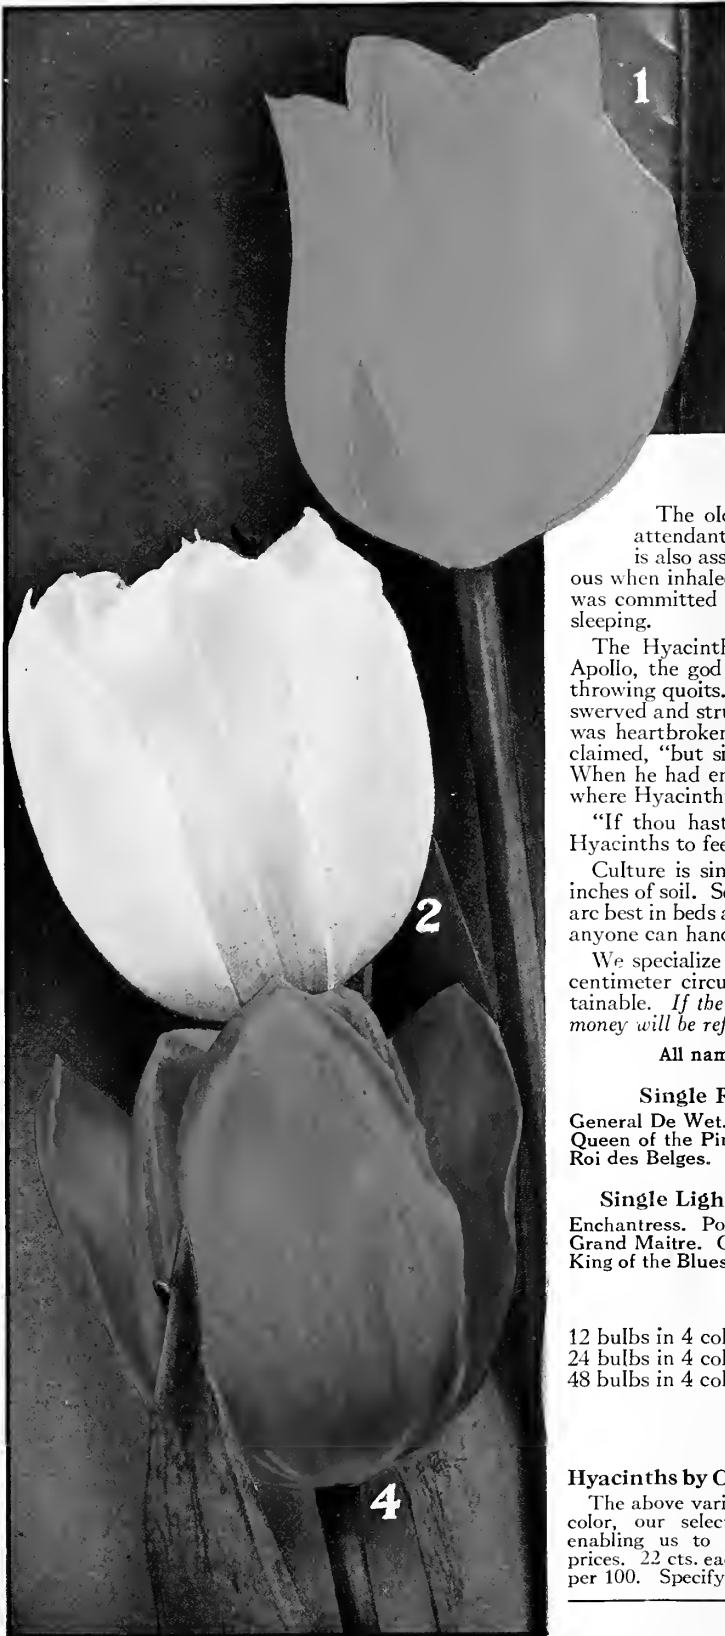 1
2
4
The old
attendant
is also ass
ous when inhale
was committed
sleeping.
The Hyacinth
Apollo, the god
throwing quoits.
swerved and stru
was heartbroken
claimed, "but si
When he had en
where Hyacinth
"If thou hast
Hyacinths to fee
Culture is sim
inches of soil. Se
are best in beds a
anyone can hand
We specialize
centimeter circu
tainable. If the
money will be ref
All nam
Single R
General De Wet.
Queen of the Pin
Roi des Belges.
Single Ligh
Enchantress. Po
Grand Maitre. C
King of the Blues
12 bulbs in 4 col
24 bulbs in 4 col
48 bulbs in 4 col
Hyacinths by C
The above vari
color, our selec
enabling us to
prices. 22 cts. ea
per 100. Specify